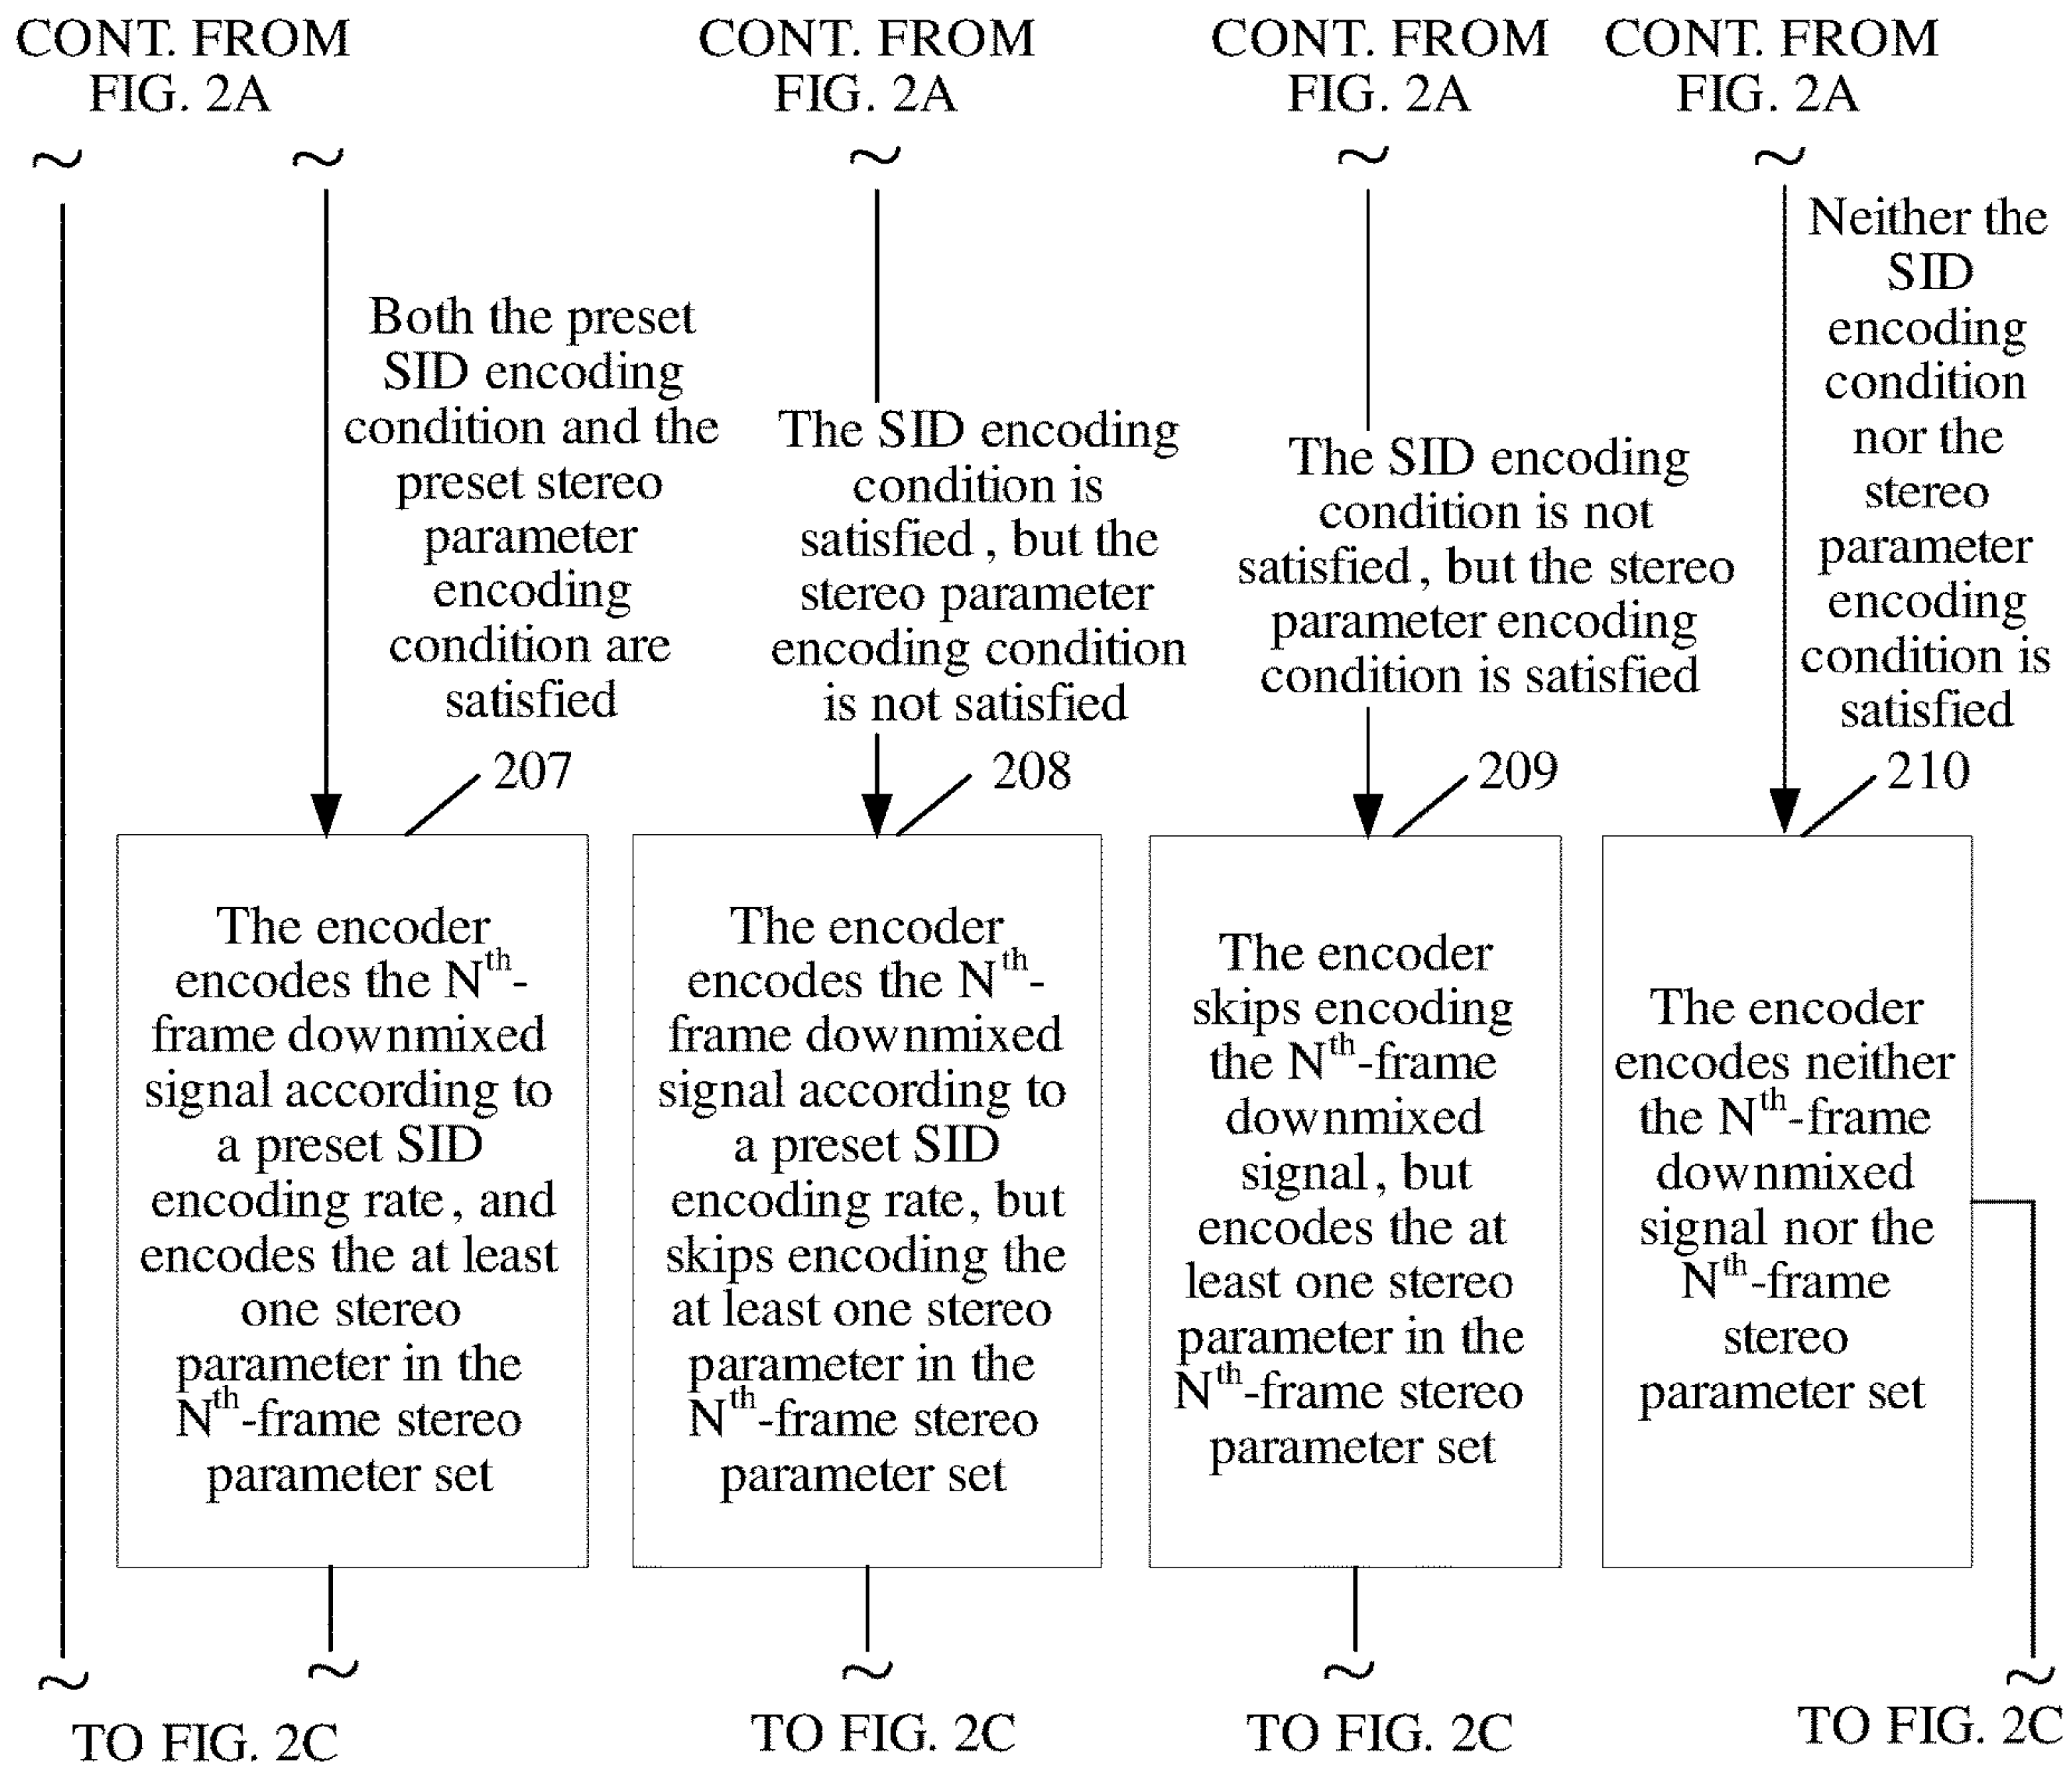 CONT. FROM
FIG. 2A
CONT. FROM
FIG. 2A
CONT. FROM
FIG. 2A
CONT. FROM
FIG. 2A
~
~
~
~
~
Both the preset
SID encoding
condition and the
preset stereo
parameter
encoding
condition are
satisfied
The SID encoding
condition is
satisfied, but the
stereo parameter
encoding condition
is not satisfied
The SID encoding
condition is not
satisfied, but the stereo
parameter encoding
condition is satisfied
Neither the
SID
encoding
condition
nor the
stereo
parameter
encoding
condition is
satisfied
207
208
209
210
The encoder
encodes the Nth-
frame downmixed
signal according to
a preset SID
encoding rate, and
encodes the at least
one stereo
parameter in the
Nth-frame stereo
parameter set
The encoder
encodes the Nth-
frame downmixed
signal according to
a preset SID
encoding rate, but
skips encoding the
at least one stereo
parameter in the
Nth-frame stereo
parameter set
The encoder
skips encoding
the Nth-frame
downmixed
signal, but
encodes the at
least one stereo
parameter in the
Nth-frame stereo
parameter set
The encoder
encodes neither
the Nth-frame
downmixed
signal nor the
Nth-frame
stereo
parameter set
~
~
~
~
~
TO FIG. 2C
TO FIG. 2C
TO FIG. 2C
TO FIG. 2C